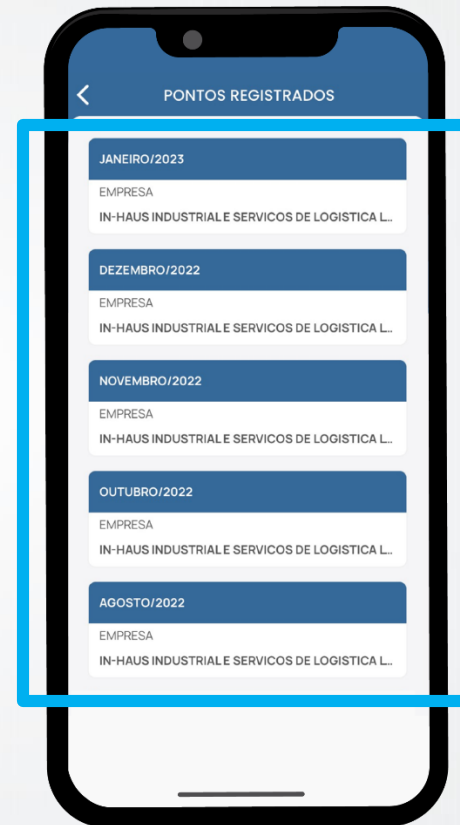 PONTOS REGISTRADOS
JANEIRO/2023
EMPRESA
IN-HAUS INDUSTRIAL E SERVICOS DE LOGISTICA L...
DEZEMBRO/2022
EMPRESA
IN-HAUS INDUSTRIAL E SERVICOS DE LOGISTICA L...
NOVEMBRO/2022
EMPRESA
IN-HAUS INDUSTRIAL E SERVICOS DE LOGISTICA L...
OUTUBRO/2022
EMPRESA
IN-HAUS INDUSTRIAL E SERVICOS DE LOGISTICA L...
AGOSTO/2022
EMPRESA
IN-HAUS INDUSTRIAL E SERVICOS DE LOGISTICA L...